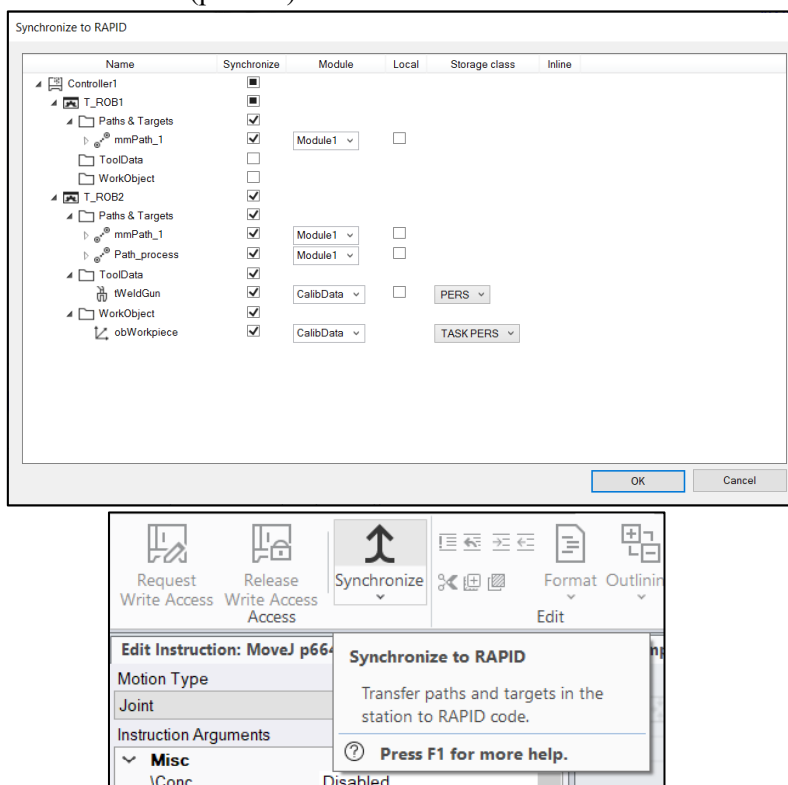 Synchronize to RAPID
Name Synchronize Module Local Storage class Inline
Controller1
T_ROB1
Paths & Targets
mmPath_1 Module1
ToolData
WorkObject
T_ROB2
Paths & Targets
mmPath_1 Module1
Path_process Module1
ToolData
tWeldGun CalibData PERS
WorkObject
obWorkpiece CalibData TASK PERS
OK Cancel
Request Write Access
Release Write Access
Synchronize
Format Outlinin
Access Edit
Edit Instruction: MoveJ p664
Synchronize to RAPID
Motion Type
Transfer paths and targets in the
Joint
station to RAPID code.
Instruction Arguments
Press F1 for more help.
Misc
\Conc Disabled